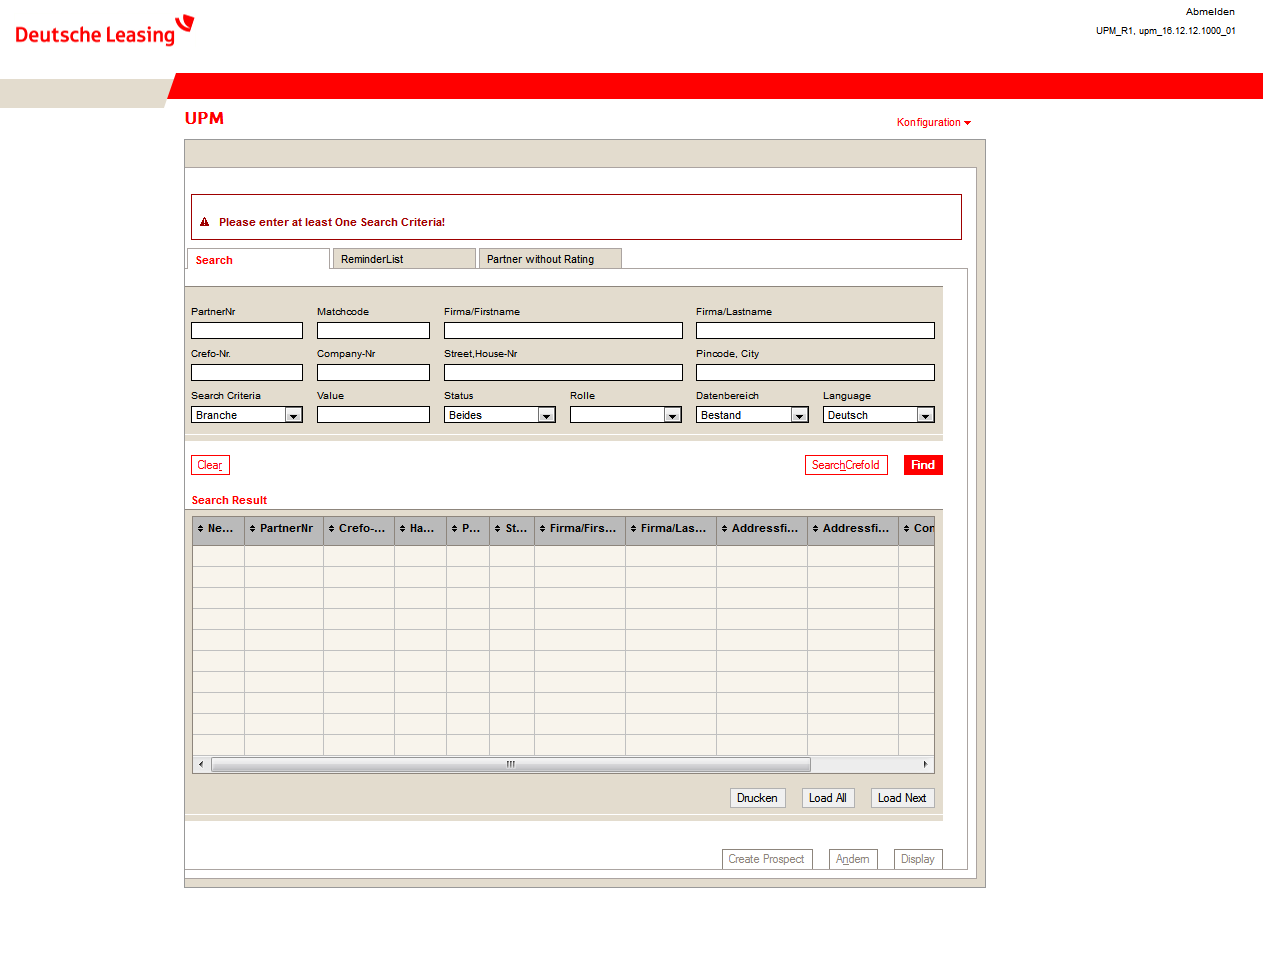 Deutsche Leasing
Abmelden
UPM_R1, upm_16.12.12.1000_01
UPM
Konfiguration
Please enter at least One Search Criteria!
Search ReminderList Partner without Rating
PartnerNr Matchcode Firma/Firstname Firma/Lastname
Crefo-Nr. Company-Nr Street,House-Nr Pincode, City
Search Criteria Value Status Rolle Datenbereich Language
Branche Beides Bestand Deutsch
Clear SearchCrefoId Find
Search Result
Ne... PartnerNr Crefo-... Ha... P... St... Firma/Firs... Firma/Las... Addressfi... Addressfi... Con
Drucken Load All Load Next
Create Prospect Andern Display